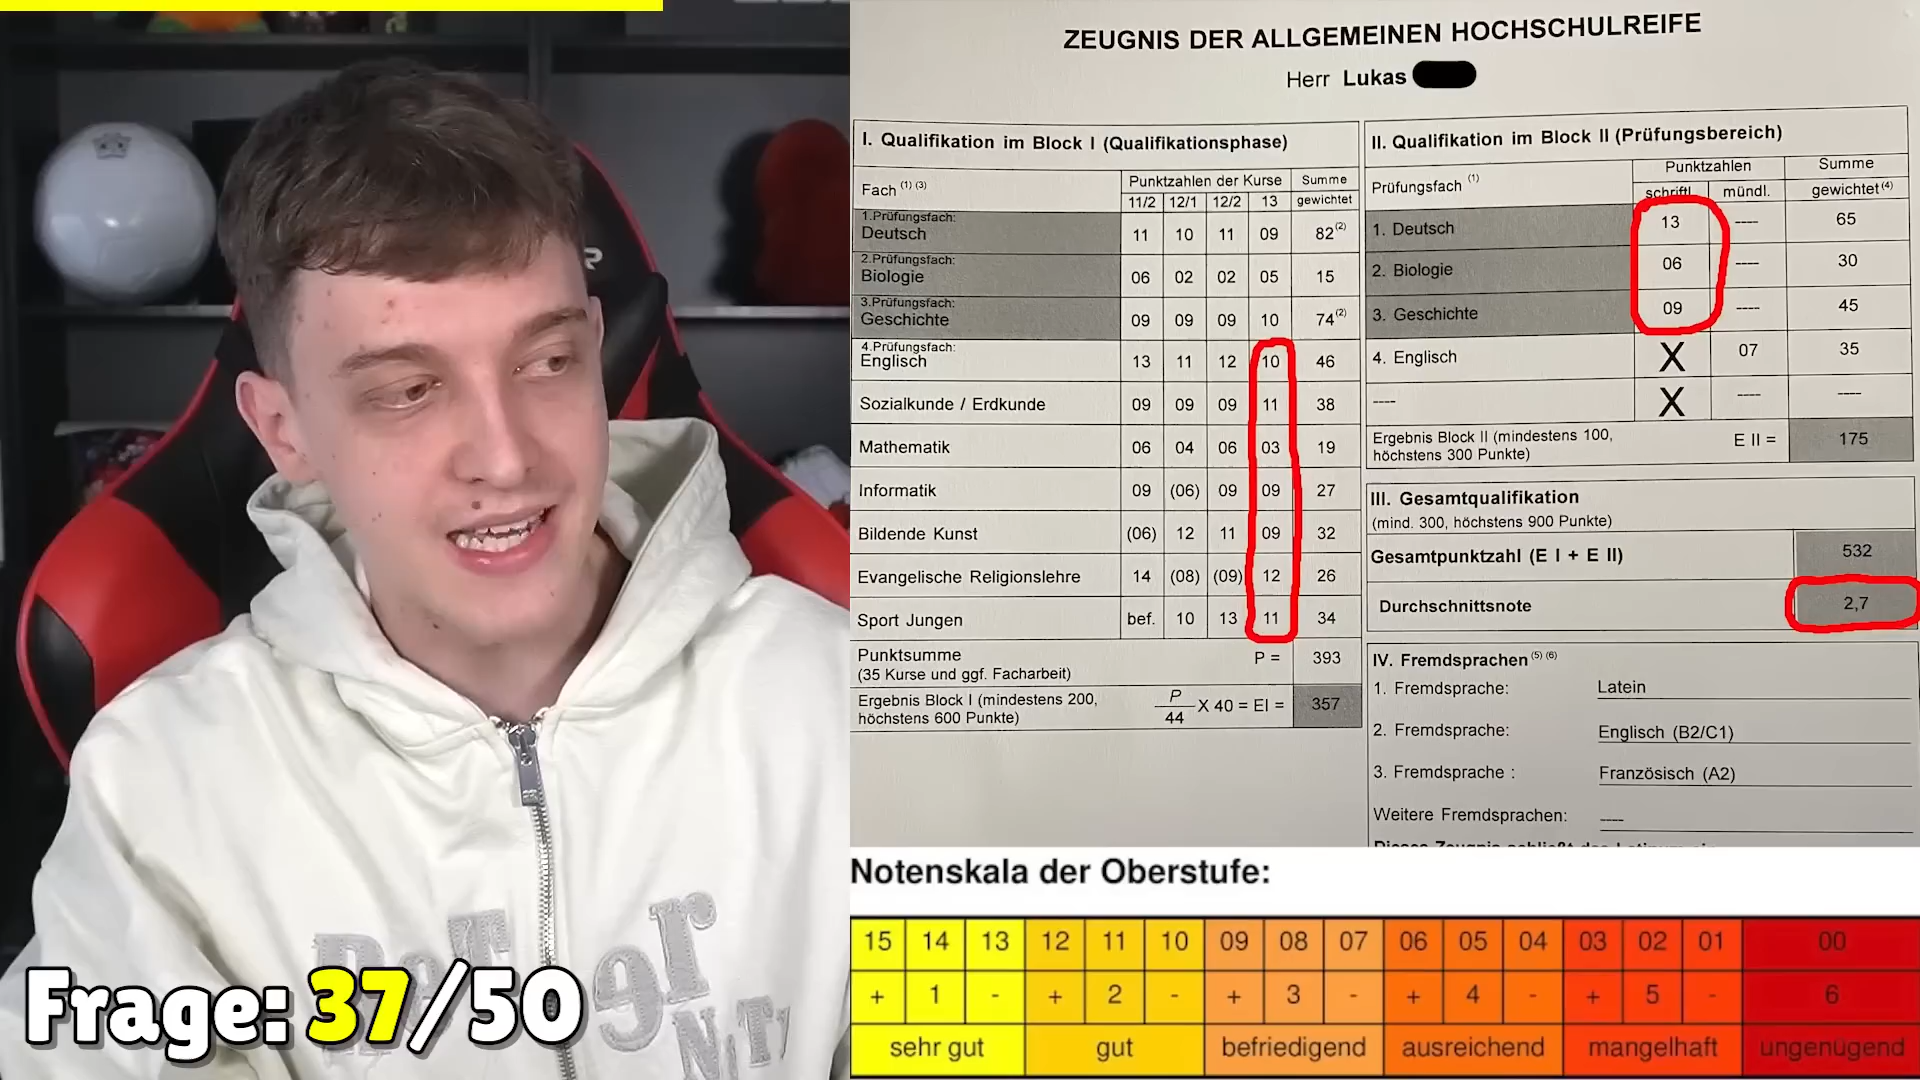 ZEUGNIS DER ALLGEMEINEN HOCHSCHULREIFE
Herr Lukas
I. Qualifikation im Block I (Qualifikationsphase)
Fach (1) (3) Punktzahlen der Kurse Summe
11/2 12/1 12/2 13 gewichtet
1.Prüfungsfach:
Deutsch 11 10 11 09 82(2)
2.Prüfungsfach:
Biologie 06 02 02 05 15
3.Prüfungsfach:
Geschichte 09 09 09 10 74(2)
4.Prüfungsfach:
Englisch 13 11 12 10 46
Sozialkunde / Erdkunde 09 09 09 11 38
Mathematik 06 04 06 03 19
Informatik 09 (06) 09 09 27
Bildende Kunst (06) 12 11 09 32
Evangelische Religionslehre 14 (08) (09) 12 26
Sport Jungen bef. 10 13 11 34
Punktsumme P = 393
(35 Kurse und ggf. Facharbeit)
Ergebnis Block I (mindestens 200, P/44 X 40 = EI = 357
höchstens 600 Punkte)
II. Qualifikation im Block II (Prüfungsbereich)
Prüfungsfach (1) Punktzahlen Summe
schriftl. mündl. gewichtet(4)
1. Deutsch 13 ---- 65
2. Biologie 06 ---- 30
3. Geschichte 09 ---- 45
4. Englisch X 07 35
---- X ---- ----
Ergebnis Block II (mindestens 100, E II = 175
höchstens 300 Punkte)
III. Gesamtqualifikation
(mind. 300, höchstens 900 Punkte)
Gesamtpunktzahl (E I + E II) 532
Durchschnittsnote 2,7
IV. Fremdsprachen (5) (6)
1. Fremdsprache: Latein
2. Fremdsprache: Englisch (B2/C1)
3. Fremdsprache : Französisch (A2)
Weitere Fremdsprachen: ----
Notenskala der Oberstufe:
15 14 13 12 11 10 09 08 07 06 05 04 03 02 01 00
+ 1 - + 2 - + 3 - + 4 - + 5 - 6
sehr gut gut befriedigend ausreichend mangelhaft ungenügend
Frage: 37/50